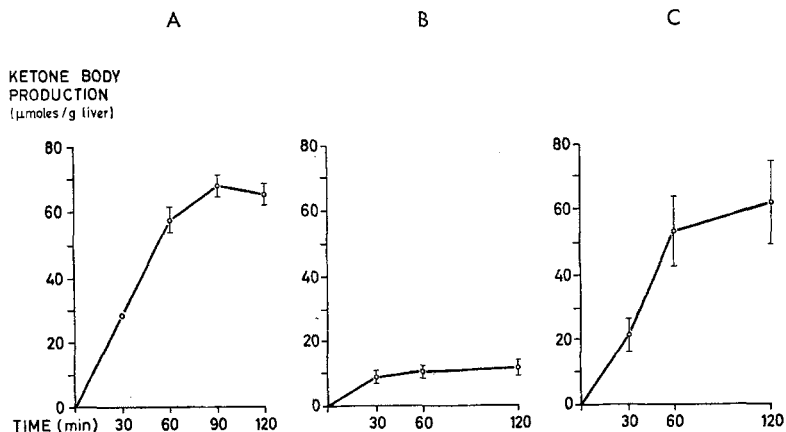 A B C
KETONE BODY
PRODUCTION
(μmoles/g liver)
80 80 80
60 60 60
40 40 40
20 20 20
0 0 0
TIME (min) 30 60 90 120 30 60 120 30 60 120